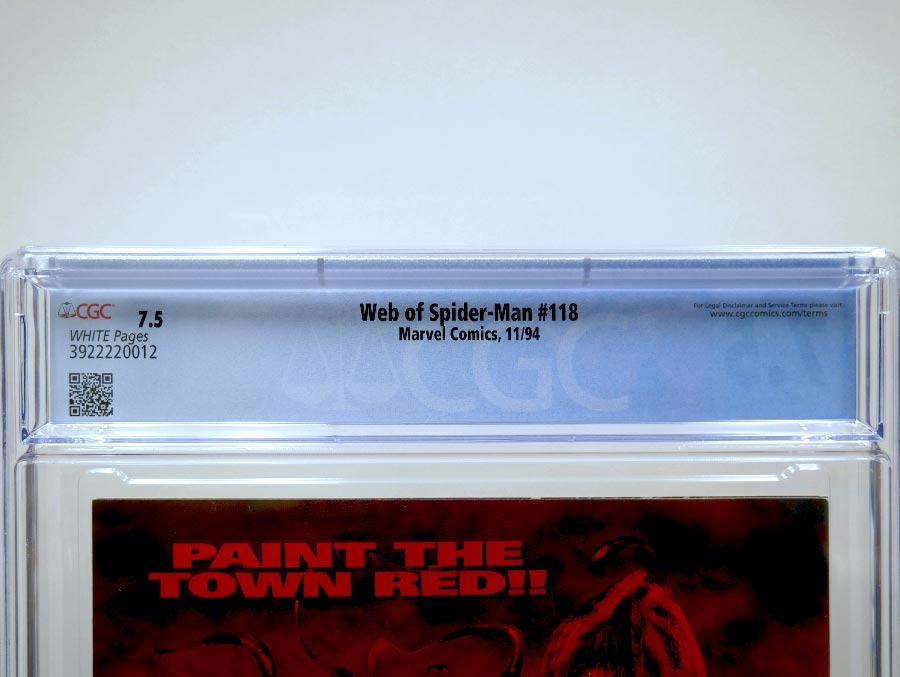 CGC 7.5
WHITE Pages
3922220012
Web of Spider-Man #118
Marvel Comics, 11/94
For Legal Disclaimer and Service Terms please visit
www.cgccomics.com/terms
CGC
PAINT THE
TOWN RED!!